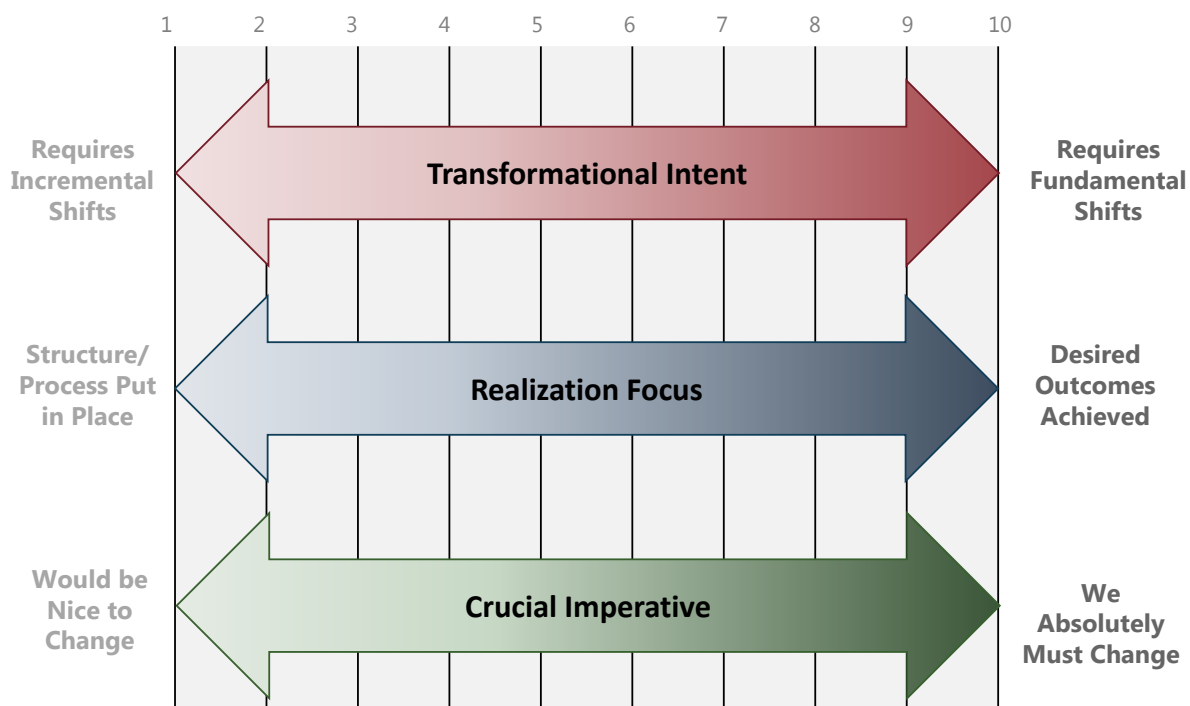 1 2 3 4 5 6 7 8 9 10
Requires
Incremental
Shifts
Transformational Intent
Requires
Fundamental
Shifts
Structure/
Process Put
in Place
Realization Focus
Desired
Outcomes
Achieved
Would be
Nice to
Change
Crucial Imperative
We
Absolutely
Must Change